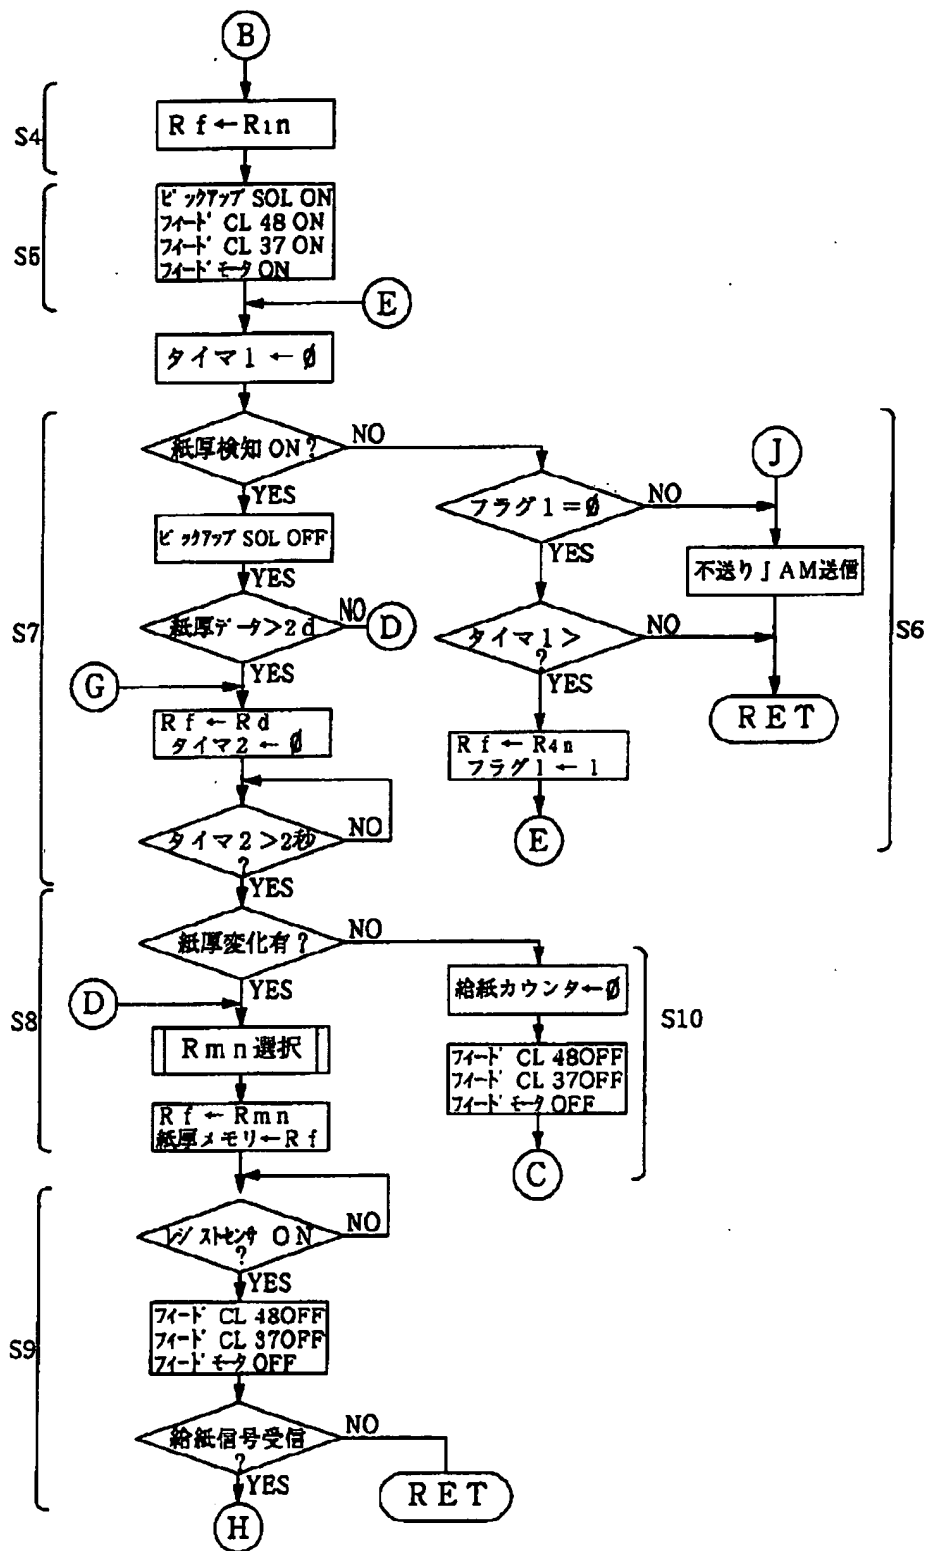 B
S4
Rf←R1n
S5
ピックアップ SOL ON
フィード CL 48 ON
フィード CL 37 ON
フィードモータ ON
E
タイマ1 ← Ø
S7
紙厚検知 ON ?
NO
YES
ピックアップ SOL OFF
YES
紙厚データ>2d
NO
D
YES
G
Rf ← Rd
タイマ2 ← Ø
タイマ2 >2秒
?
NO
YES
S6
J
フラグ1=Ø
NO
YES
不送りJAM送信
タイマ1>
?
NO
YES
RET
Rf ← R4n
フラグ1 ← 1
E
S8
紙厚変化有 ?
NO
YES
D
Rmn選択
Rf ← Rmn
紙厚メモリ←Rf
S10
給紙カウンタ←Ø
フィード CL 48OFF
フィード CL 37OFF
フィードモータ OFF
C
S9
レジストセンサ ON
?
NO
YES
フィード CL 48OFF
フィード CL 37OFF
フィードモータ OFF
給紙信号受信
?
NO
YES
RET
H